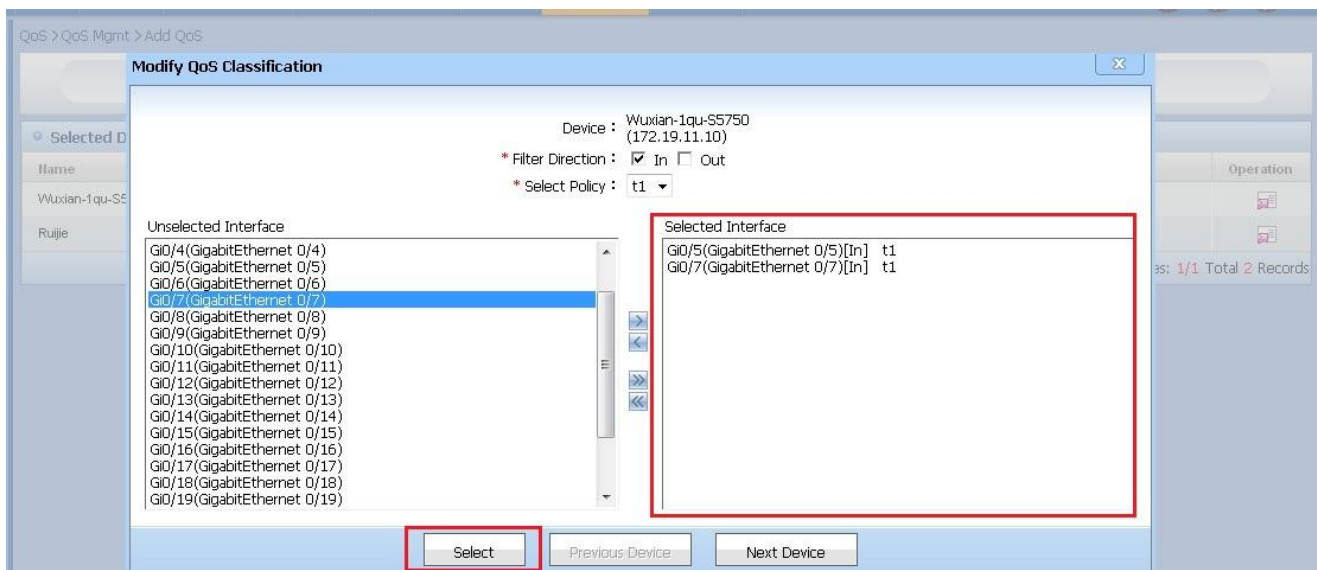 QoS > QoS Mgmt > Add QoS
Modify QoS Classification
Device : Wuxian-1qu-S5750
(172.19.11.10)
* Filter Direction : In Out
* Select Policy : t1
Selected D
Name
Operation
Wuxian-1qu-S5
Ruijie
es: 1/1 Total 2 Records
Unselected Interface
Gi0/4(GigabitEthernet 0/4)
Gi0/5(GigabitEthernet 0/5)
Gi0/6(GigabitEthernet 0/6)
Gi0/7(GigabitEthernet 0/7)
Gi0/8(GigabitEthernet 0/8)
Gi0/9(GigabitEthernet 0/9)
Gi0/10(GigabitEthernet 0/10)
Gi0/11(GigabitEthernet 0/11)
Gi0/12(GigabitEthernet 0/12)
Gi0/13(GigabitEthernet 0/13)
Gi0/14(GigabitEthernet 0/14)
Gi0/15(GigabitEthernet 0/15)
Gi0/16(GigabitEthernet 0/16)
Gi0/17(GigabitEthernet 0/17)
Gi0/18(GigabitEthernet 0/18)
Gi0/19(GigabitEthernet 0/19)
Selected Interface
Gi0/5(GigabitEthernet 0/5)[In] t1
Gi0/7(GigabitEthernet 0/7)[In] t1
Select
Previous Device
Next Device